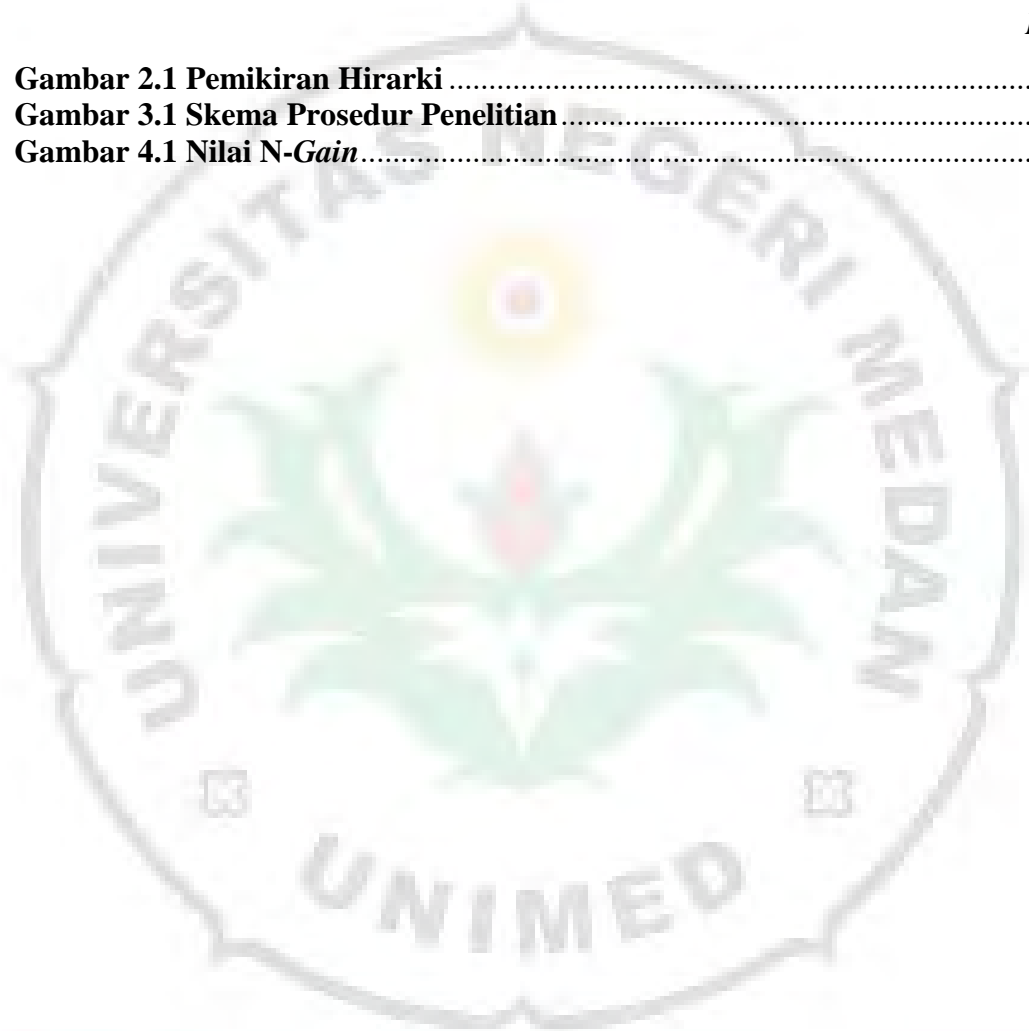 Gambar 2.1 Pemikiran Hirarki ........................................................................................................
Gambar 3.1 Skema Prosedur Penelitian ....................................................................................
Gambar 4.1 Nilai N-Gain ................................................................................................................
UNIVERSITAS NEGERI MEDAN
UNIMED